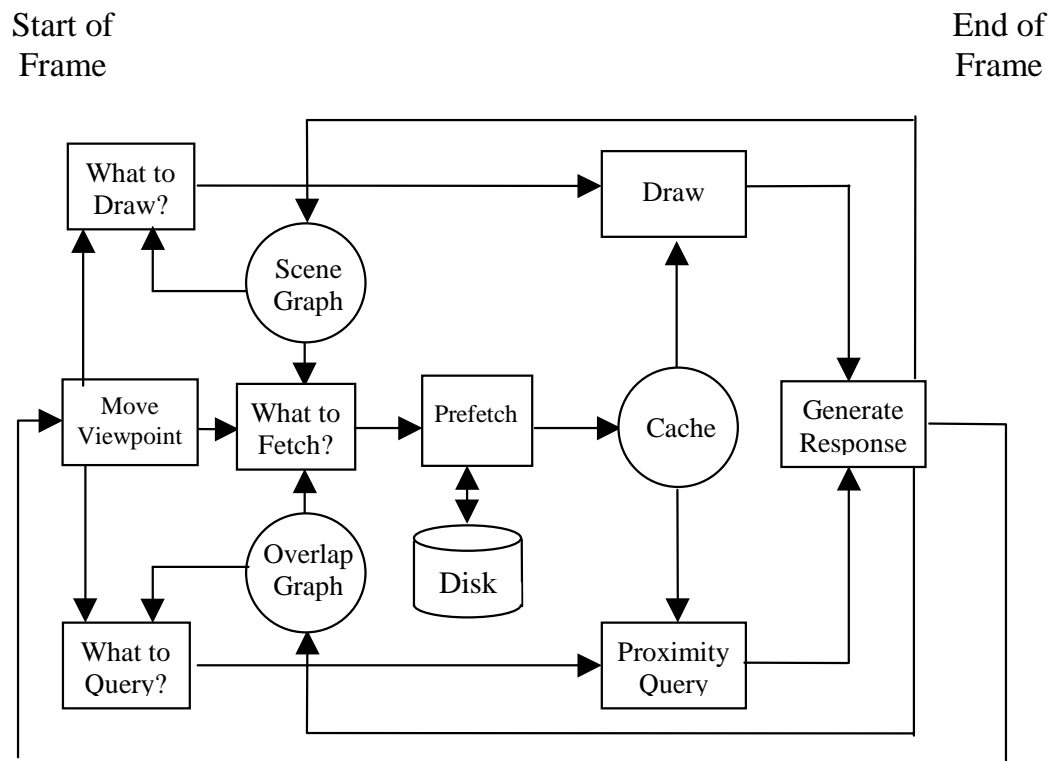 Start of
Frame
End of
Frame
What to
Draw?
Draw
Scene
Graph
Move
Viewpoint
What to
Fetch?
Prefetch
Cache
Generate
Response
Overlap
Graph
Disk
What to
Query?
Proximity
Query